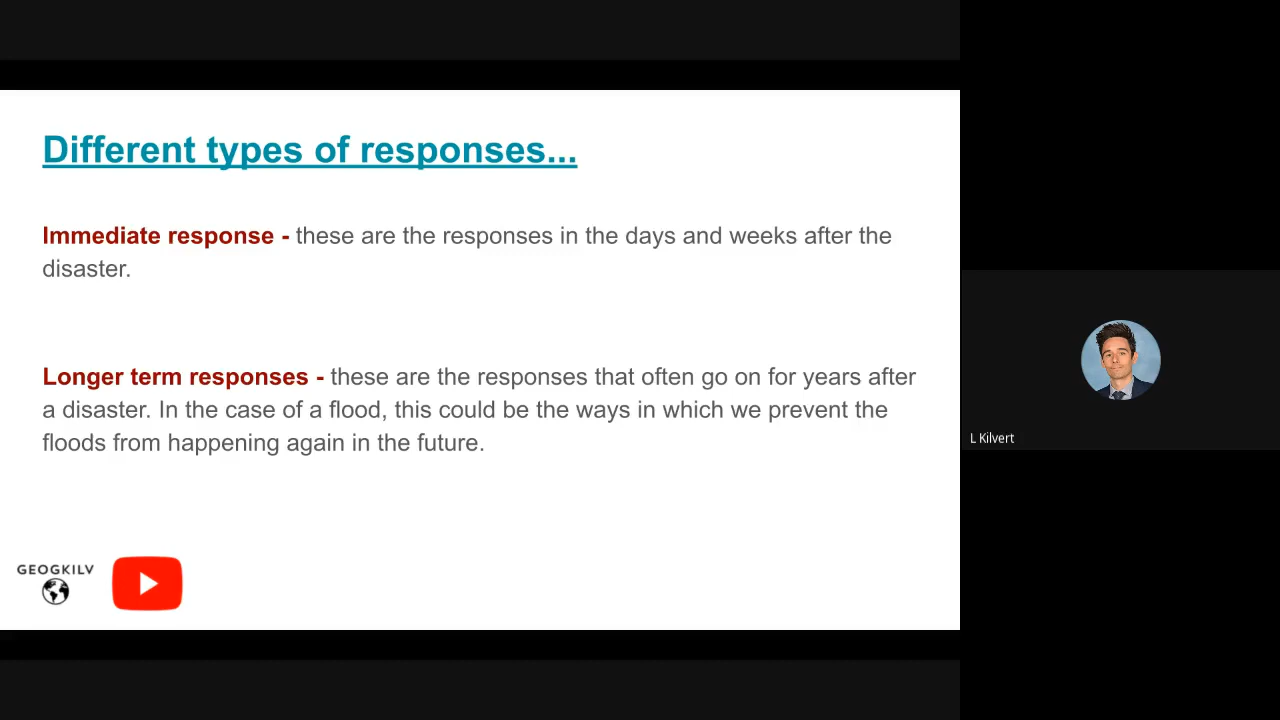 Different types of responses...
Immediate response - these are the responses in the days and weeks after the
disaster.
Longer term responses - these are the responses that often go on for years after
a disaster. In the case of a flood, this could be the ways in which we prevent the
floods from happening again in the future.
GEOGKILV
L Kilvert